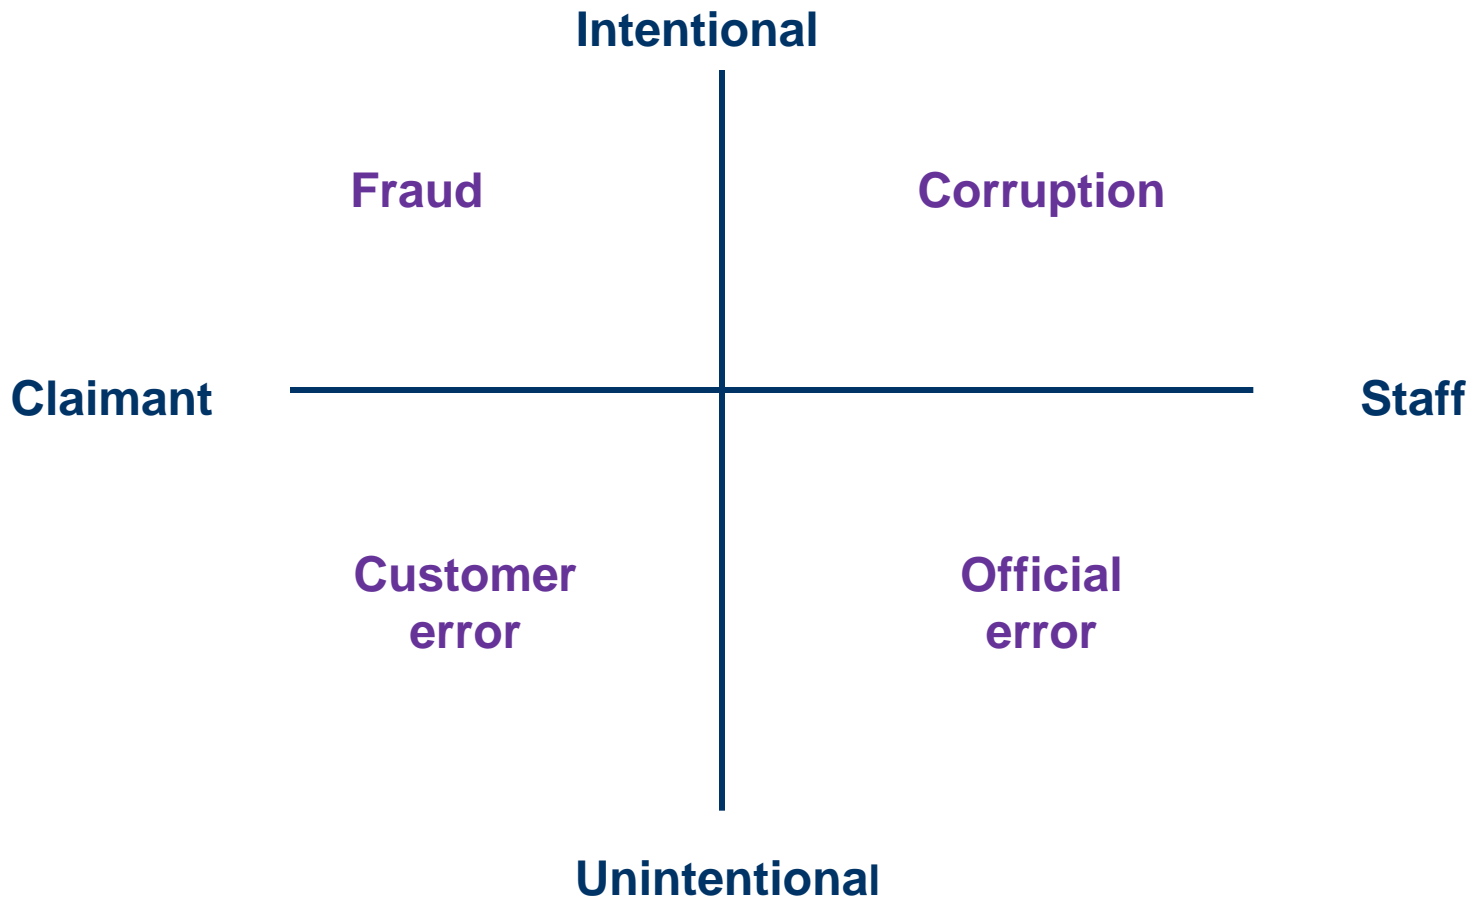 Intentional
Fraud
Corruption
Claimant
Staff
Customer
error
Official
error
Unintentional